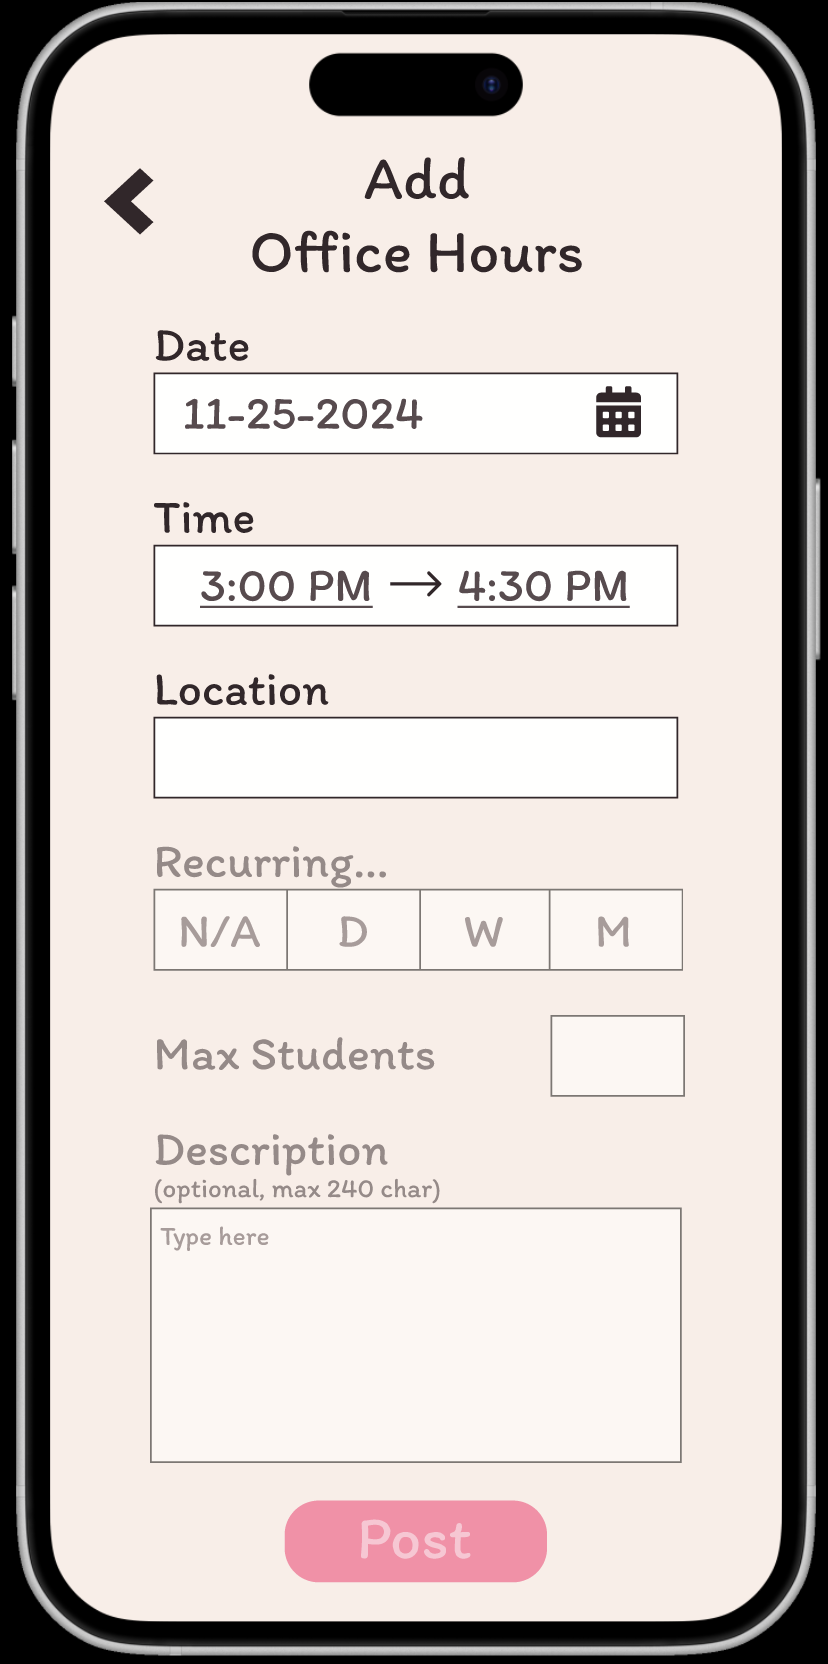 Add
Office Hours
Date
11-25-2024
Time
3:00 PM → 4:30 PM
Location
Recurring...
N/A D W M
Max Students
Description
(optional, max 240 char)
Type here
Post